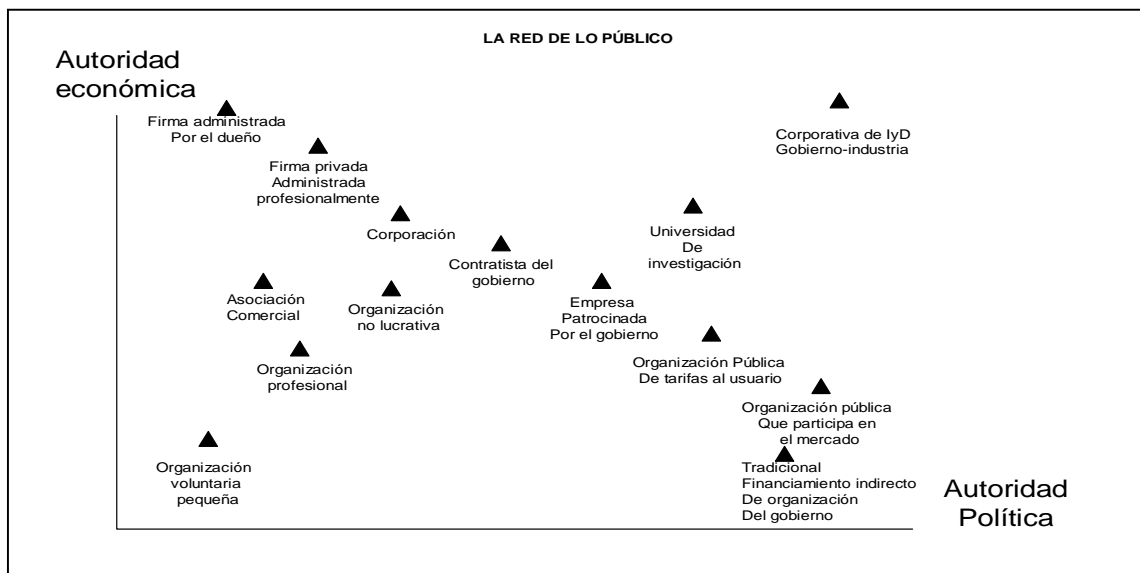 LA RED DE LO PÚBLICO
Autoridad
económica
Firma administrada
Por el dueño
Corporativa de IyD
Gobierno-industria
Firma privada
Administrada
profesionalmente
Corporación
Universidad
De
investigación
Contratista del
gobierno
Asociación
Comercial
Organización
no lucrativa
Empresa
Patrocinada
Por el gobierno
Organización
profesional
Organización Pública
De tarifas al usuario
Organización pública
Que participa en
el mercado
Organización
voluntaria
pequeña
Tradicional
Financiamiento indirecto
De organización
Del gobierno
Autoridad
Política